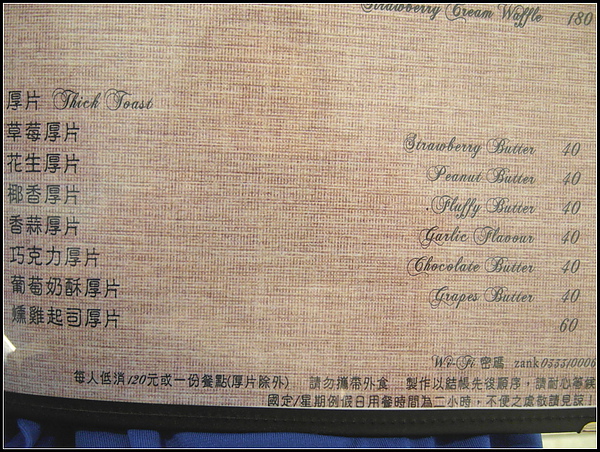 Strawberry Cream Waffle 180
厚片 Thick Toast
草莓厚片 Strawberry Butter 40
花生厚片 Peanut Butter 40
椰香厚片 .Fluffy Butter 40
香蒜厚片 Garlic Flavour 40
巧克力厚片 Chocolate Butter 40
葡萄奶酥厚片 Grapes Butter 40
燻雞起司厚片 60
Wi-Fi 密碼 zank033310006
每人低消120元或一份餐點(厚片除外) 請勿攜帶外食 製作以結帳先後順序，請耐心等候
國定/星期例假日用餐時間為二小時，不便之處敬請見諒！